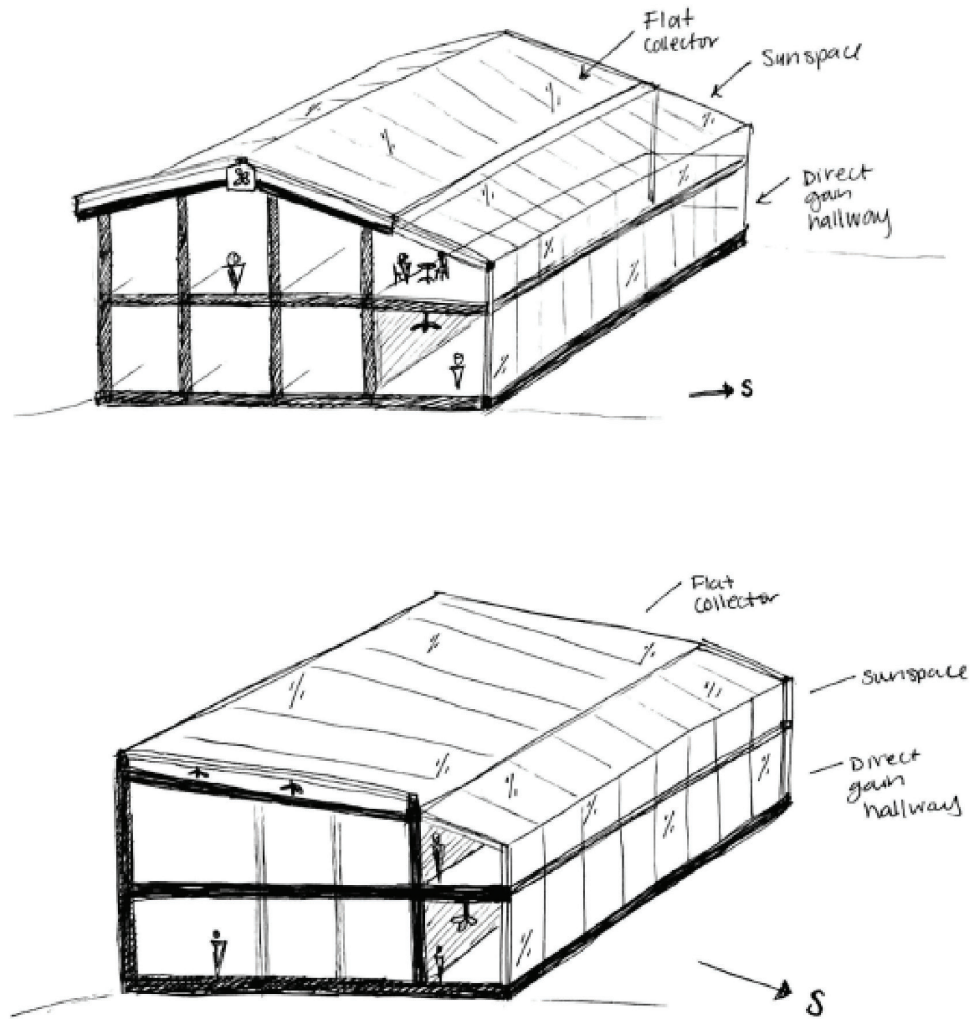 Flat
collector
Sunspace
Direct
gain
hallway
S
Flat
collector
Sunspace
Direct
gain
hallway
S